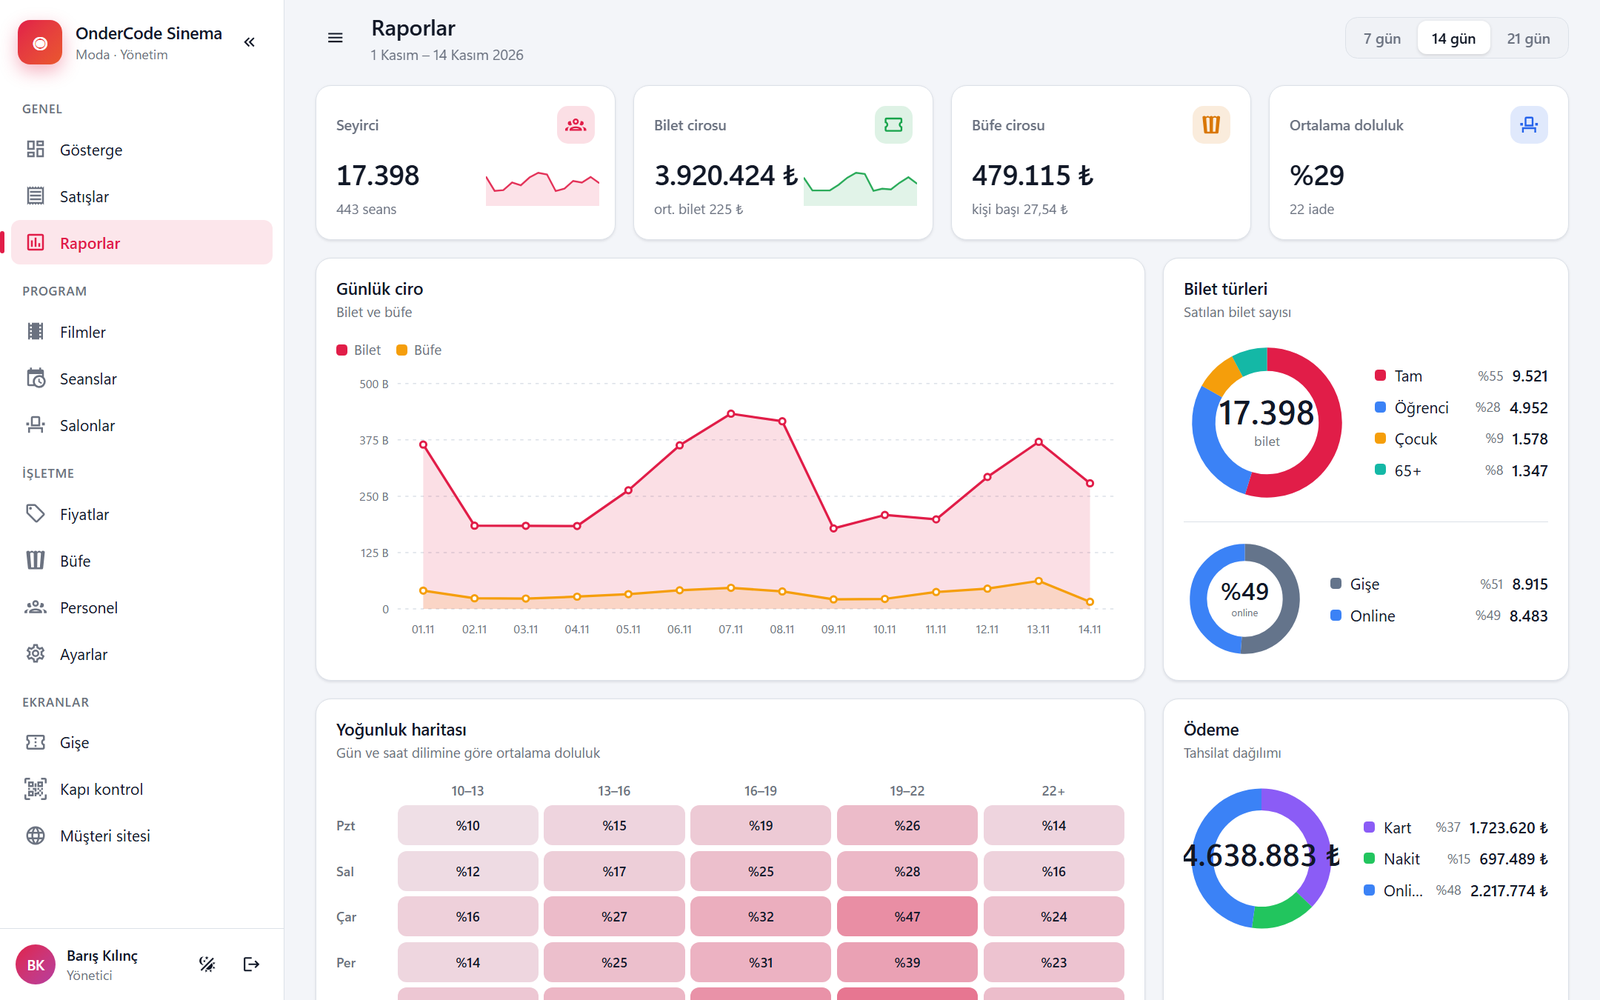 OnderCode Sinema
Moda · Yönetim
GENEL
Gösterge
Satışlar
Raporlar
PROGRAM
Filmler
Seanslar
Salonlar
İŞLETME
Fiyatlar
Büfe
Personel
Ayarlar
EKRANLAR
Gişe
Kapı kontrol
Müşteri sitesi
BK
Barış Kılınç
Yönetici
Raporlar
1 Kasım – 14 Kasım 2026
7 gün 14 gün 21 gün
Seyirci
17.398
443 seans
Bilet cirosu
3.920.424 ₺
ort. bilet 225 ₺
Büfe cirosu
479.115 ₺
kişi başı 27,54 ₺
Ortalama doluluk
%29
22 iade
Günlük ciro
Bilet ve büfe
Bilet Büfe
500 B
375 B
250 B
125 B
0
01.11 02.11 03.11 04.11 05.11 06.11 07.11 08.11 09.11 10.11 11.11 12.11 13.11 14.11
Bilet türleri
Satılan bilet sayısı
17.398
bilet
Tam %55 9.521
Öğrenci %28 4.952
Çocuk %9 1.578
65+ %8 1.347
%49
online
Gişe %51 8.915
Online %49 8.483
Yoğunluk haritası
Gün ve saat dilimine göre ortalama doluluk
10–13 13–16 16–19 19–22 22+
Pzt %10 %15 %19 %26 %14
Sal %12 %17 %25 %28 %16
Çar %16 %27 %32 %47 %24
Per %14 %25 %31 %39 %23
Ödeme
Tahsilat dağılımı
4.638.883 ₺
Kart %37 1.723.620 ₺
Nakit %15 697.489 ₺
Onli... %48 2.217.774 ₺